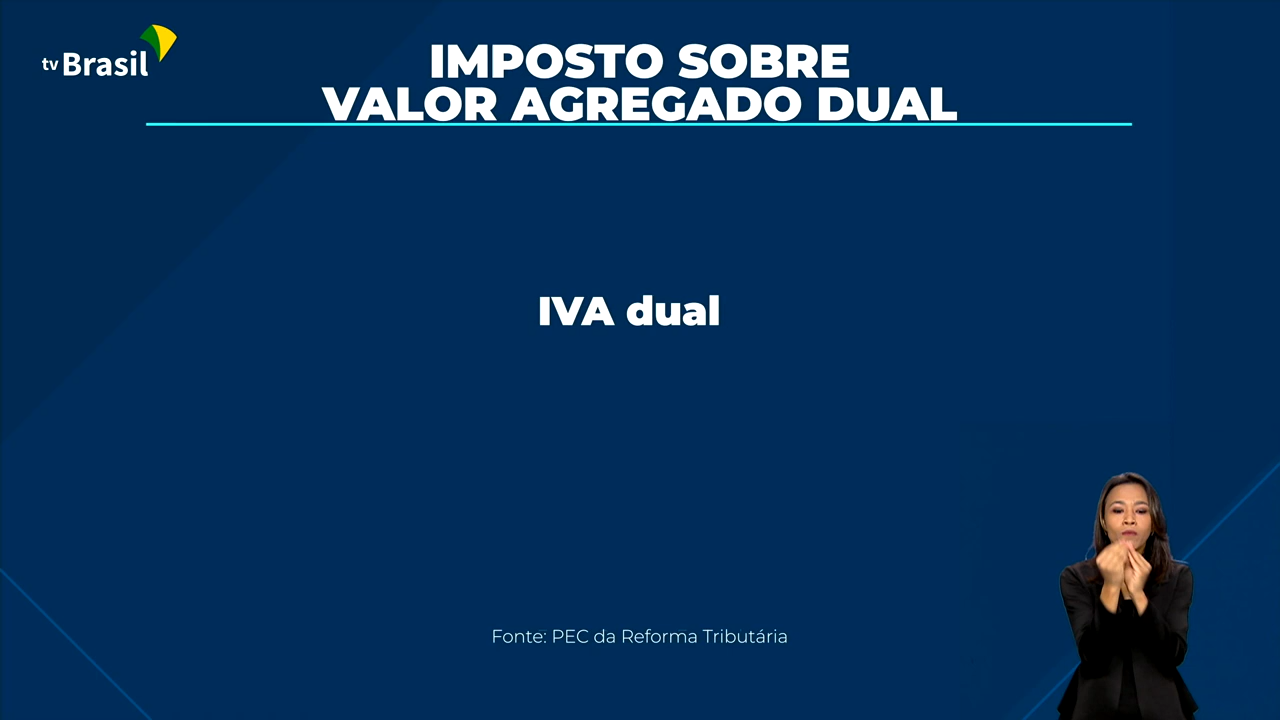 tv Brasil
IMPOSTO SOBRE
VALOR AGREGADO DUAL
IVA dual
Fonte: PEC da Reforma Tributária